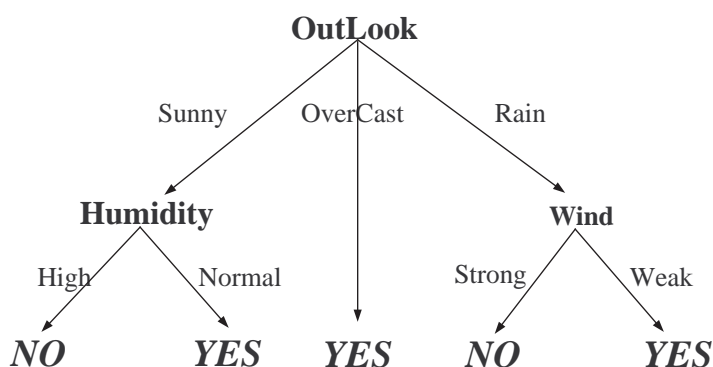 OutLook
Sunny OverCast Rain
Humidity Wind
High Normal Strong Weak
NO YES YES NO YES